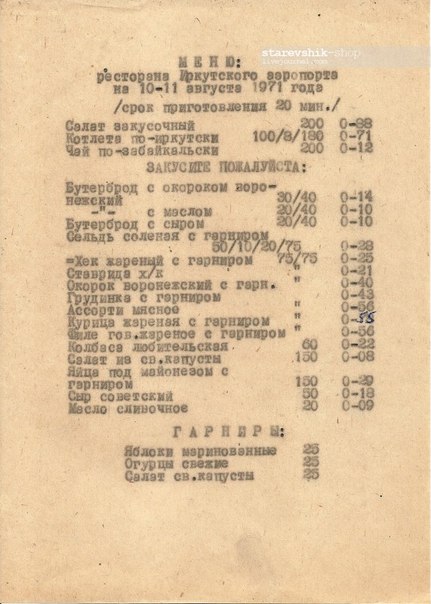 starevshik-shop
livejournal.com
МЕНЮ:
ресторана Иркутского аэропорта
на 10-11 августа 1971 года
/срок приготовления 20 мин./
Салат закусочный 200 0-88
Котлета по-иркутски 100/8/180 0-71
Чай по-забайкальски 200 0-12
ЗАКУСИТЕ ПОЖАЛУЙСТА:
Бутерброд с окороком воро-
нежский 30/40 0-14
-"- с маслом 20/40 0-10
Бутерброд с сыром 20/40 0-10
Сельдь соленая с гарниром
50/10/20/75 0-28
=Хек жареный с гарниром 75/75 0-25
Ставрида х/к " 0-21
Окорок воронежский с гарн. " 0-40
Грудинка с гарниром 0-43
Ассорти мясное " 0-56
Курица жареная с гарниром " 0-55
Филе гов.жареное с гарниром " 0-56
Колбаса любительская 60 0-22
Салат из св.капусты 150 0-08
Яйца под майонезом с
гарниром 150 0-29
Сыр советский 50 0-18
Масло сливочное 20 0-09
ГАРНЕРЫ:
Яблоки маринованные 25
Огурцы свежие 25
Салат св.капусты 25